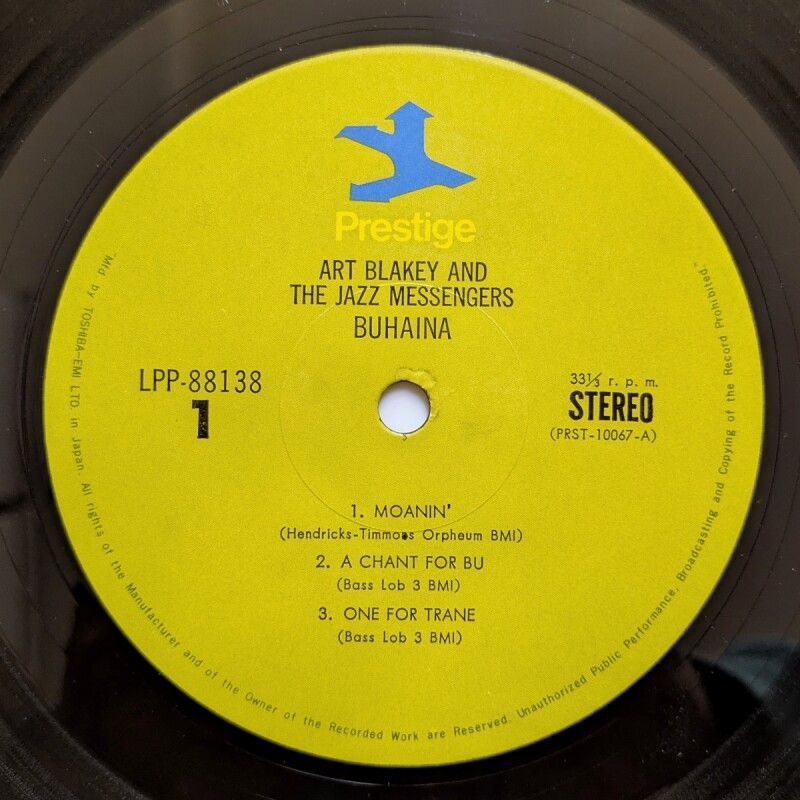 Prestige
ART BLAKEY AND
THE JAZZ MESSENGERS
BUHAINA
LPP-88138
1
33⅓ r. p. m.
STEREO
(PRST-10067-A)
1. MOANIN'
(Hendricks-Timmons Orpheum BMI)
2. A CHANT FOR BU
(Bass Lob 3 BMI)
3. ONE FOR TRANE
(Bass Lob 3 BMI)
"Mfd by TOSHIBA-EMI LTD. in Japan. All rights of the Manufacturer and of the Owner of the Recorded Work are Reserved. Unauthorized Public Performance, Broadcasting and Copying of the Record Prohibited."